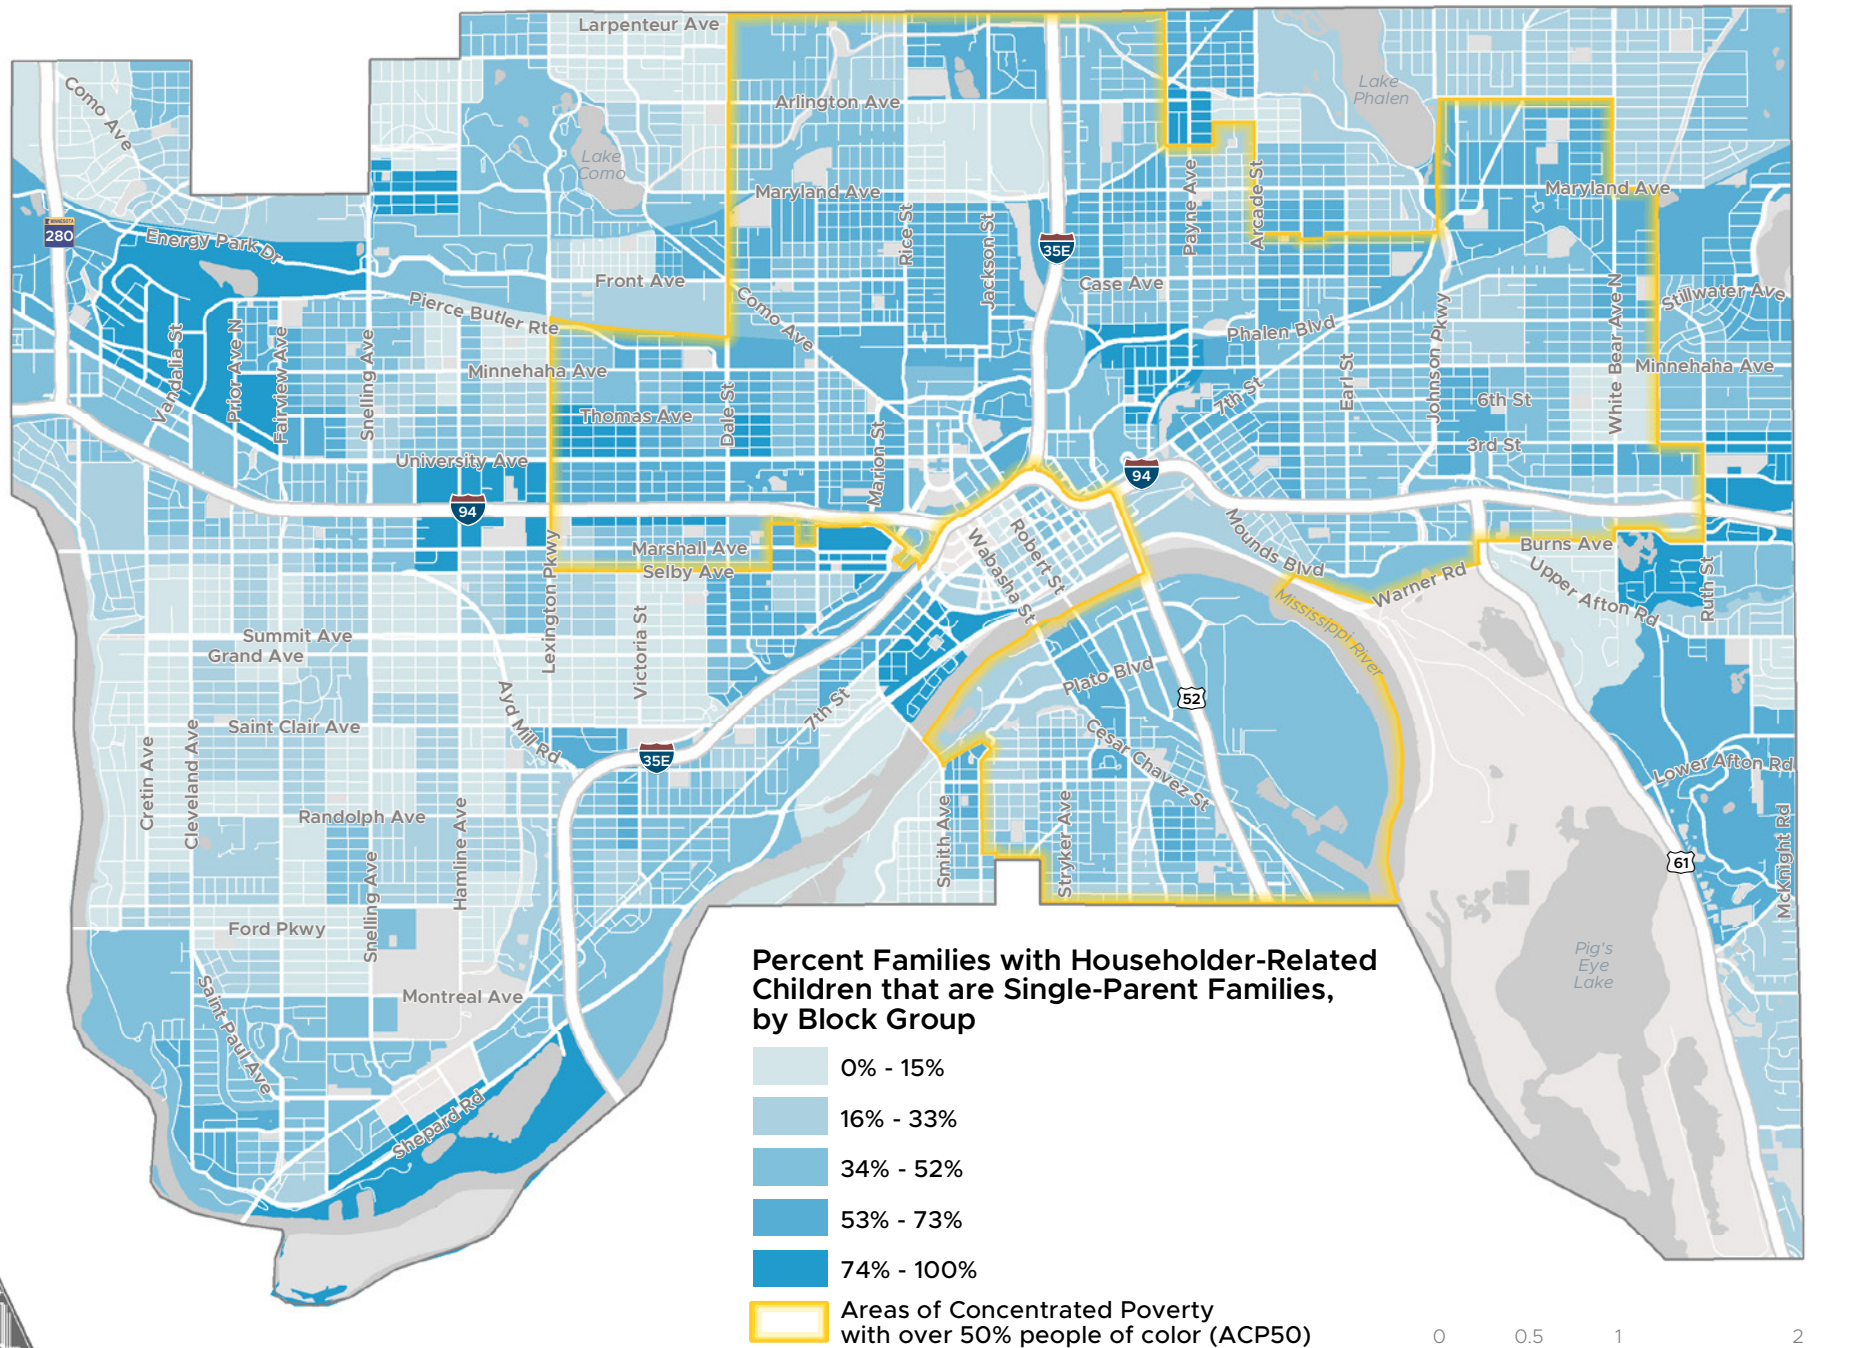 Larpenteur Ave
Como Ave
Arlington Ave
Lake
Phalen
Lake
Como
Maryland Ave
Maryland Ave
MINNESOTA
280
Energy Park Dr
Rice St
Jackson St
35E
Payne Ave
Arcade St
Front Ave
Case Ave
Pierce Butler Rte
Como Ave
Phalen Blvd
Stillwater Ave
Vandalia St
Prior Ave N
Fairview Ave
Snelling Ave
Minnehaha Ave
Minnehaha Ave
Thomas Ave
Dale St
Marion St
7th St
Earl St
Johnson Pkwy
6th St
White Bear Ave N
3rd St
University Ave
94
94
Marshall Ave
Selby Ave
Lexington Pkwy
Victoria St
Wabasha St
Robert St
Mounds Blvd
Warner Rd
Burns Ave
Upper Afton Rd
Ruth St
Mississippi River
Summit Ave
Grand Ave
Ayd Mill Rd
Plato Blvd
52
7th St
Saint Clair Ave
35E
Cesar Chavez St
Lower Afton Rd
Cretin Ave
Cleveland Ave
Randolph Ave
Hamline Ave
Snelling Ave
Smith Ave
Stryker Ave
61
McKnight Rd
Ford Pkwy
Saint Paul Ave
Montreal Ave
Shepard Rd
Pig's
Eye
Lake
Percent Families with Householder-Related
Children that are Single-Parent Families,
by Block Group
0% - 15%
16% - 33%
34% - 52%
53% - 73%
74% - 100%
Areas of Concentrated Poverty
with over 50% people of color (ACP50)
0 0.5 1 2